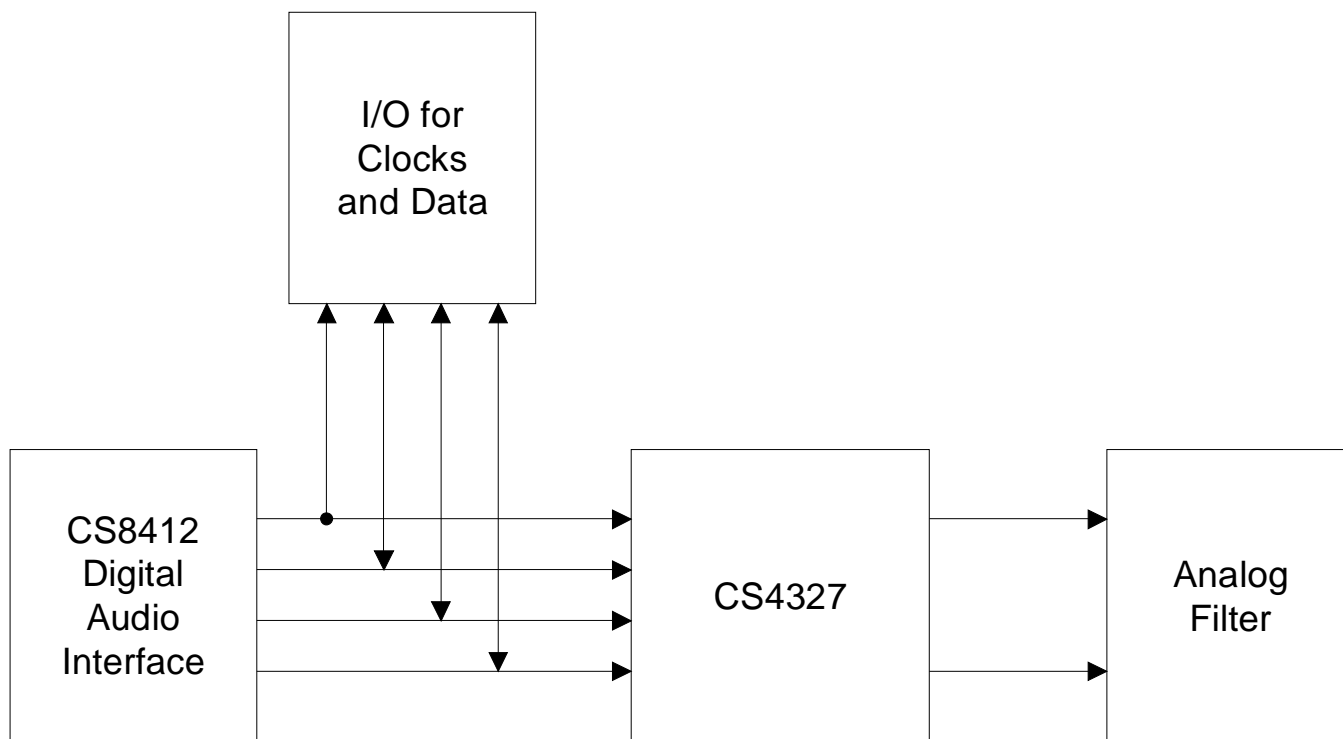 I/O for
Clocks
and Data
CS8412
Digital
Audio
Interface
CS4327
Analog
Filter